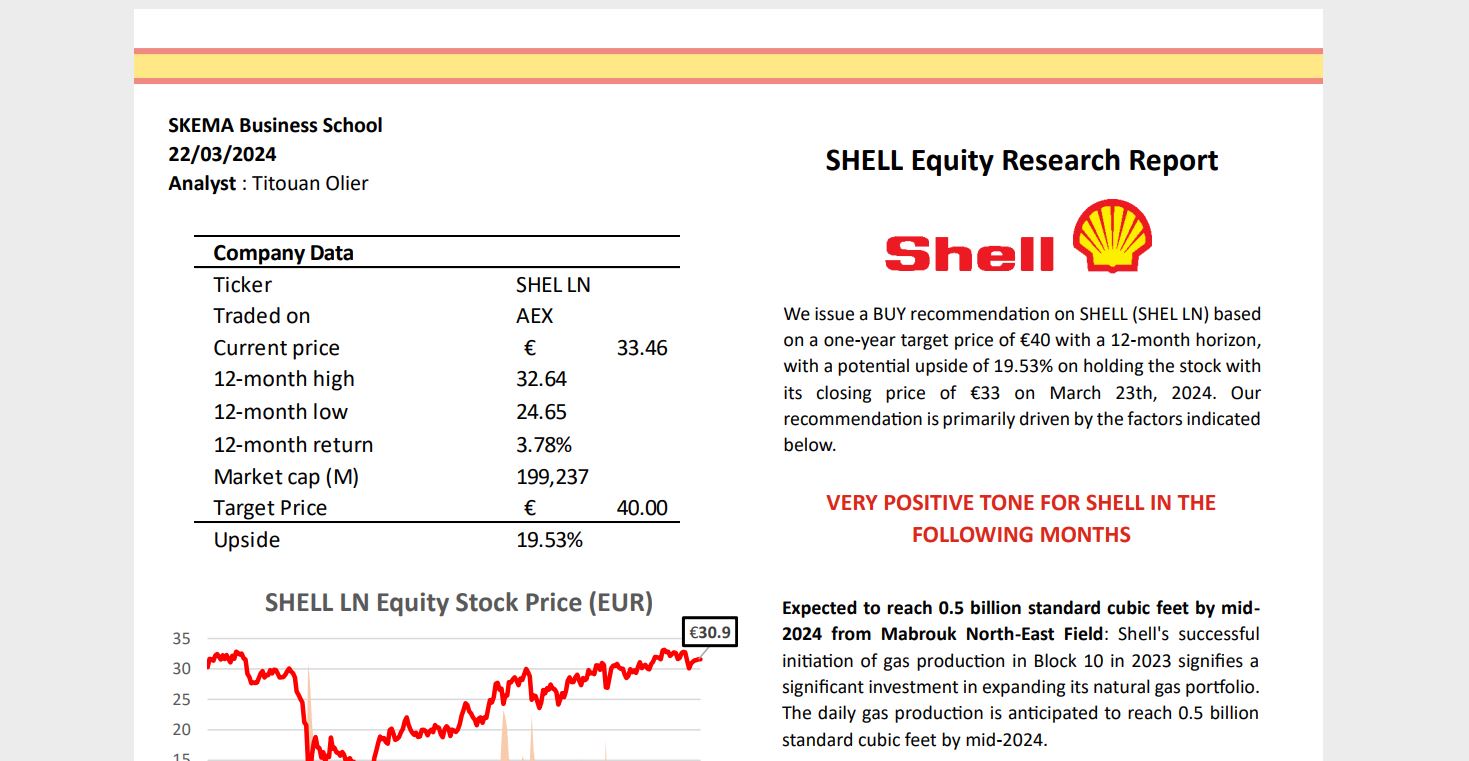 SKEMA Business School
22/03/2024
Analyst : Titouan Olier
Company Data
Ticker SHEL LN
Traded on AEX
Current price € 33.46
12-month high 32.64
12-month low 24.65
12-month return 3.78%
Market cap (M) 199,237
Target Price € 40.00
Upside 19.53%
SHELL LN Equity Stock Price (EUR)
€30.9
35
30
25
20
15
SHELL Equity Research Report
Shell
We issue a BUY recommendation on SHELL (SHEL LN) based
on a one-year target price of €40 with a 12-month horizon,
with a potential upside of 19.53% on holding the stock with
its closing price of €33 on March 23th, 2024. Our
recommendation is primarily driven by the factors indicated
below.
VERY POSITIVE TONE FOR SHELL IN THE
FOLLOWING MONTHS
Expected to reach 0.5 billion standard cubic feet by mid-
2024 from Mabrouk North-East Field: Shell's successful
initiation of gas production in Block 10 in 2023 signifies a
significant investment in expanding its natural gas portfolio.
The daily gas production is anticipated to reach 0.5 billion
standard cubic feet by mid-2024.